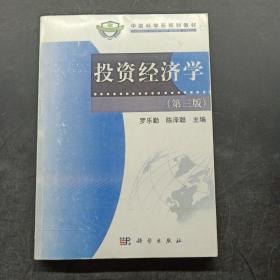 中国科学院规划教材
投资经济学
（第三版）
罗乐勤 陈泽聪 主编
科学出版社